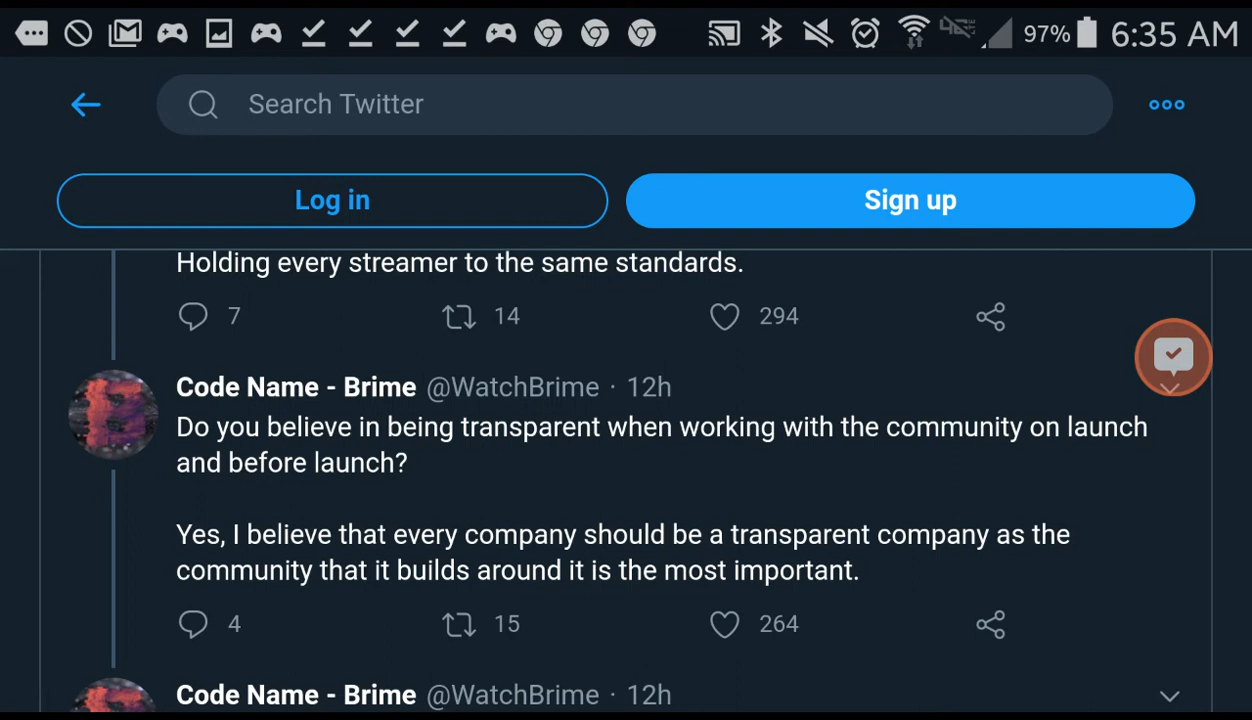 97% 6:35 AM
Search Twitter
Log in
Sign up
Holding every streamer to the same standards.
7 14 294
Code Name - Brime @WatchBrime · 12h
Do you believe in being transparent when working with the community on launch
and before launch?
Yes, I believe that every company should be a transparent company as the
community that it builds around it is the most important.
4 15 264
Code Name - Brime @WatchBrime · 12h